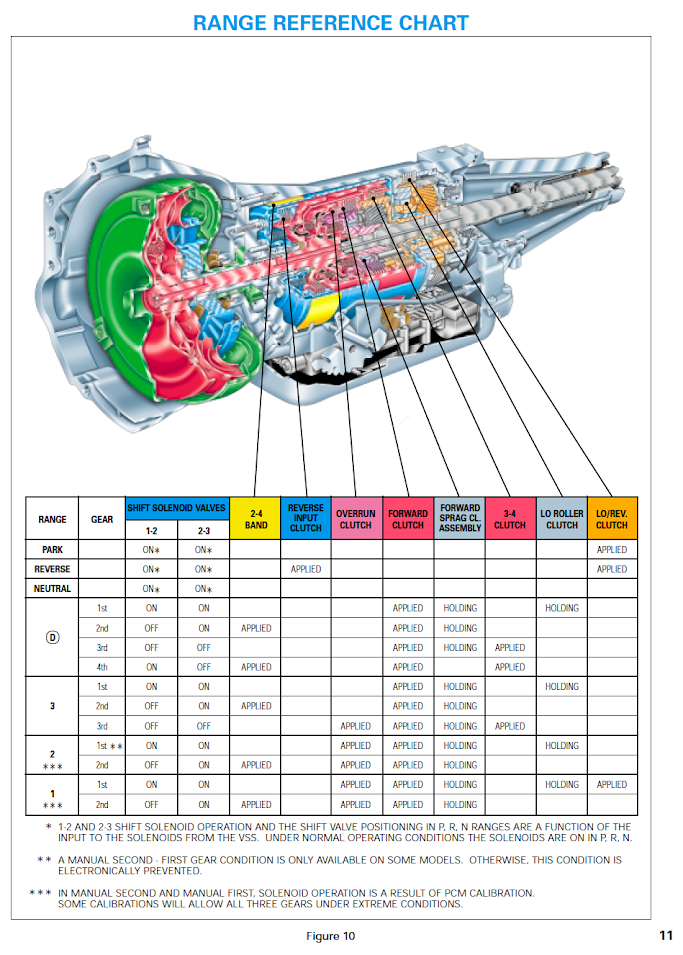 RANGE REFERENCE CHART
SHIFT SOLENOID VALVES
RANGE GEAR 1-2 2-3 2-4 BAND REVERSE INPUT CLUTCH OVERRUN CLUTCH FORWARD CLUTCH FORWARD SPRAG CL. ASSEMBLY 3-4 CLUTCH LO ROLLER CLUTCH LO/REV. CLUTCH
PARK ON* ON* APPLIED
REVERSE ON* ON* APPLIED APPLIED
NEUTRAL ON* ON*
D
1st ON ON APPLIED HOLDING HOLDING
2nd OFF ON APPLIED APPLIED HOLDING
3rd OFF OFF APPLIED HOLDING APPLIED
4th ON OFF APPLIED APPLIED APPLIED
3
1st ON ON APPLIED HOLDING HOLDING
2nd OFF ON APPLIED APPLIED HOLDING
3rd OFF OFF APPLIED APPLIED HOLDING APPLIED
2 ***
1st ** ON ON APPLIED APPLIED HOLDING HOLDING
2nd OFF ON APPLIED APPLIED APPLIED HOLDING
1 ***
1st ON ON APPLIED APPLIED HOLDING HOLDING APPLIED
2nd OFF ON APPLIED APPLIED APPLIED HOLDING
* 1-2 AND 2-3 SHIFT SOLENOID OPERATION AND THE SHIFT VALVE POSITIONING IN P, R, N RANGES ARE A FUNCTION OF THE
INPUT TO THE SOLENOIDS FROM THE VSS. UNDER NORMAL OPERATING CONDITIONS THE SOLENOIDS ARE ON IN P, R, N.
** A MANUAL SECOND - FIRST GEAR CONDITION IS ONLY AVAILABLE ON SOME MODELS. OTHERWISE, THIS CONDITION IS
ELECTRONICALLY PREVENTED.
*** IN MANUAL SECOND AND MANUAL FIRST, SOLENOID OPERATION IS A RESULT OF PCM CALIBRATION.
SOME CALIBRATIONS WILL ALLOW ALL THREE GEARS UNDER EXTREME CONDITIONS.
Figure 10
11